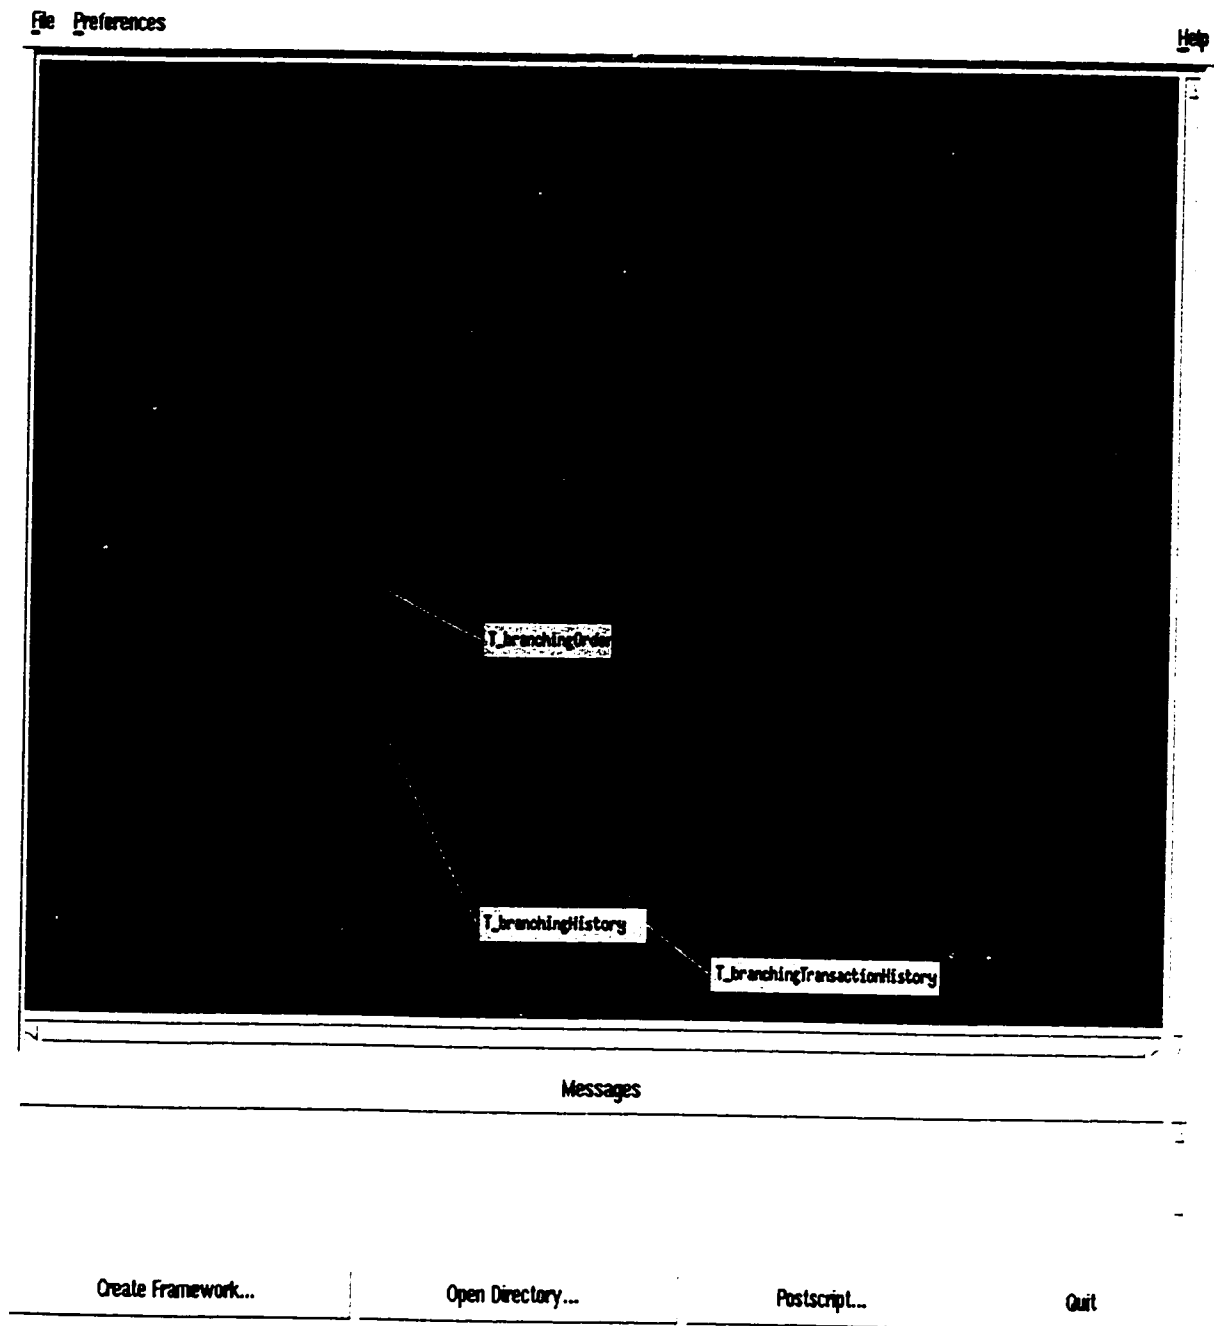 File Preferences
Help
T_branchingOrder
T_branchingHistory
T_branchingTransactionHistory
Messages
Create Framework... Open Directory... Postscript... Quit